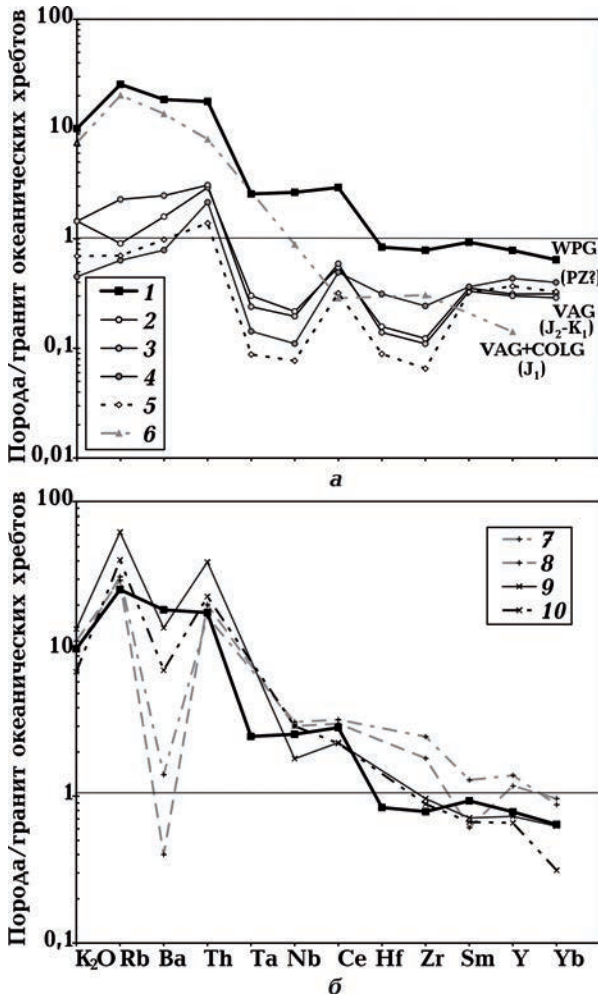 Порода/гранит океанических хребтов
100
10
1
0,1
0,01
WPG
(PZ?)
VAG
(J₂-K₁)
VAG+COLG
(J₁)
1
2
3
4
5
6
а
Порода/гранит океанических хребтов
100
10
1
0,1
7
8
9
10
K₂O Rb Ba Th Ta Nb Ce Hf Zr Sm Y Yb
б